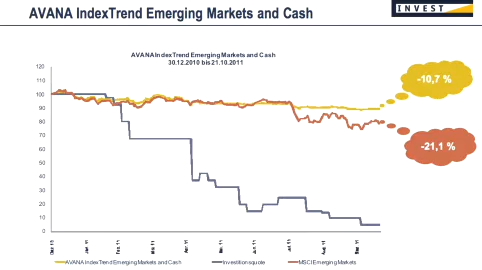 AVANA IndexTrend Emerging Markets and Cash
INVEST
AVANA IndexTrend Emerging Markets and Cash
30.12.2010 bis 21.10.2011
120
110
100
90
80
70
60
50
40
30
20
10
0
-10,7 %
-21,1 %
AVANA IndexTrend Emerging Markets and Cash
Investitionsquote
MSCI Emerging Markets